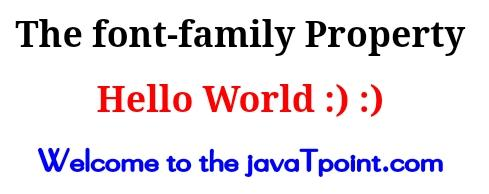 The font-family Property
Hello World :) :)
Welcome to the javaTpoint.com